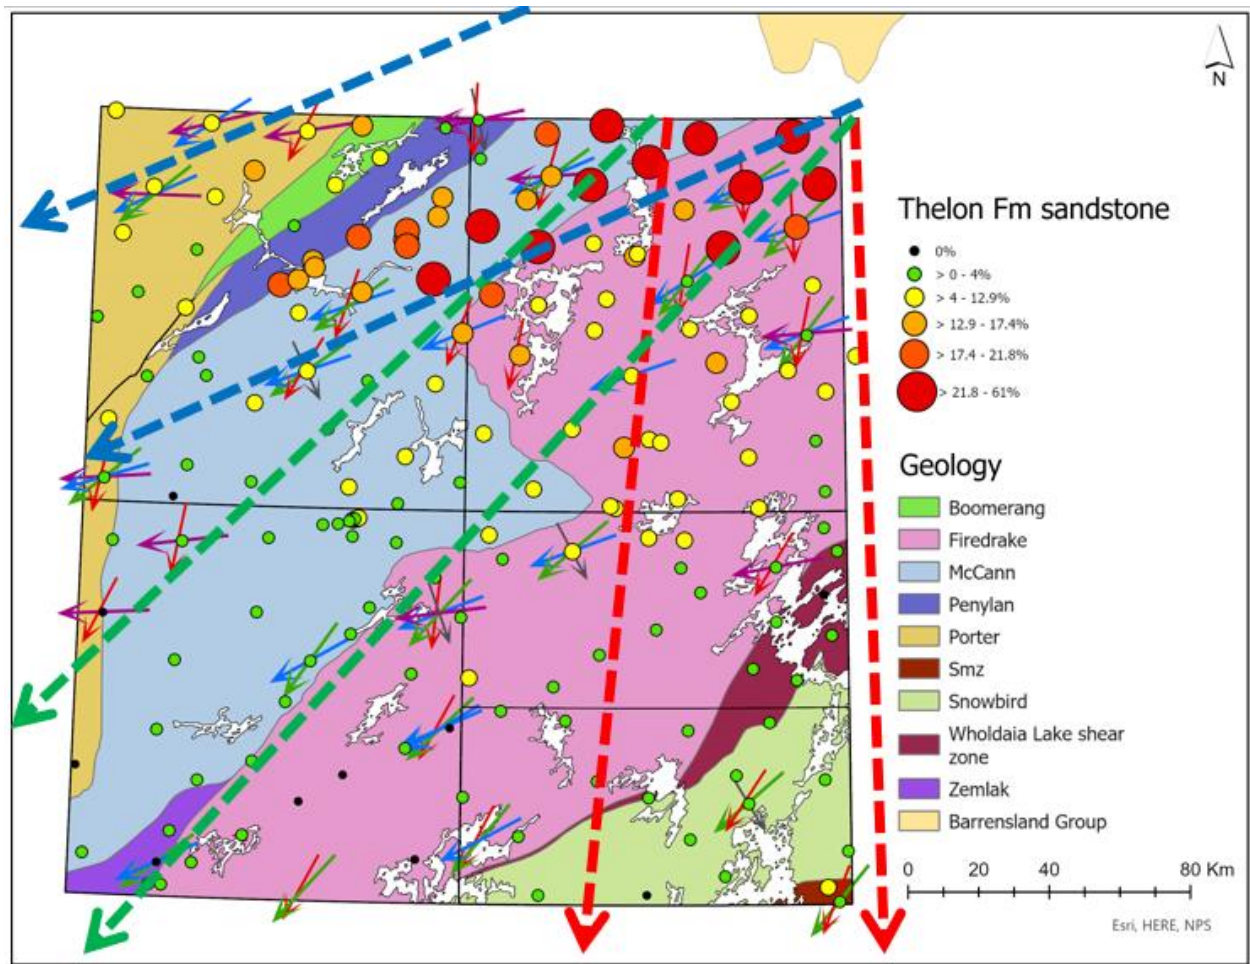 N
Thelon Fm sandstone
0%
> 0 - 4%
> 4 - 12.9%
> 12.9 - 17.4%
> 17.4 - 21.8%
> 21.8 - 61%
Geology
Boomerang
Firedrake
McCann
Penylan
Porter
Smz
Snowbird
Wholdaia Lake shear
zone
Zemlak
Barrensland Group
0 20 40 80 Km
Esri, HERE, NPS